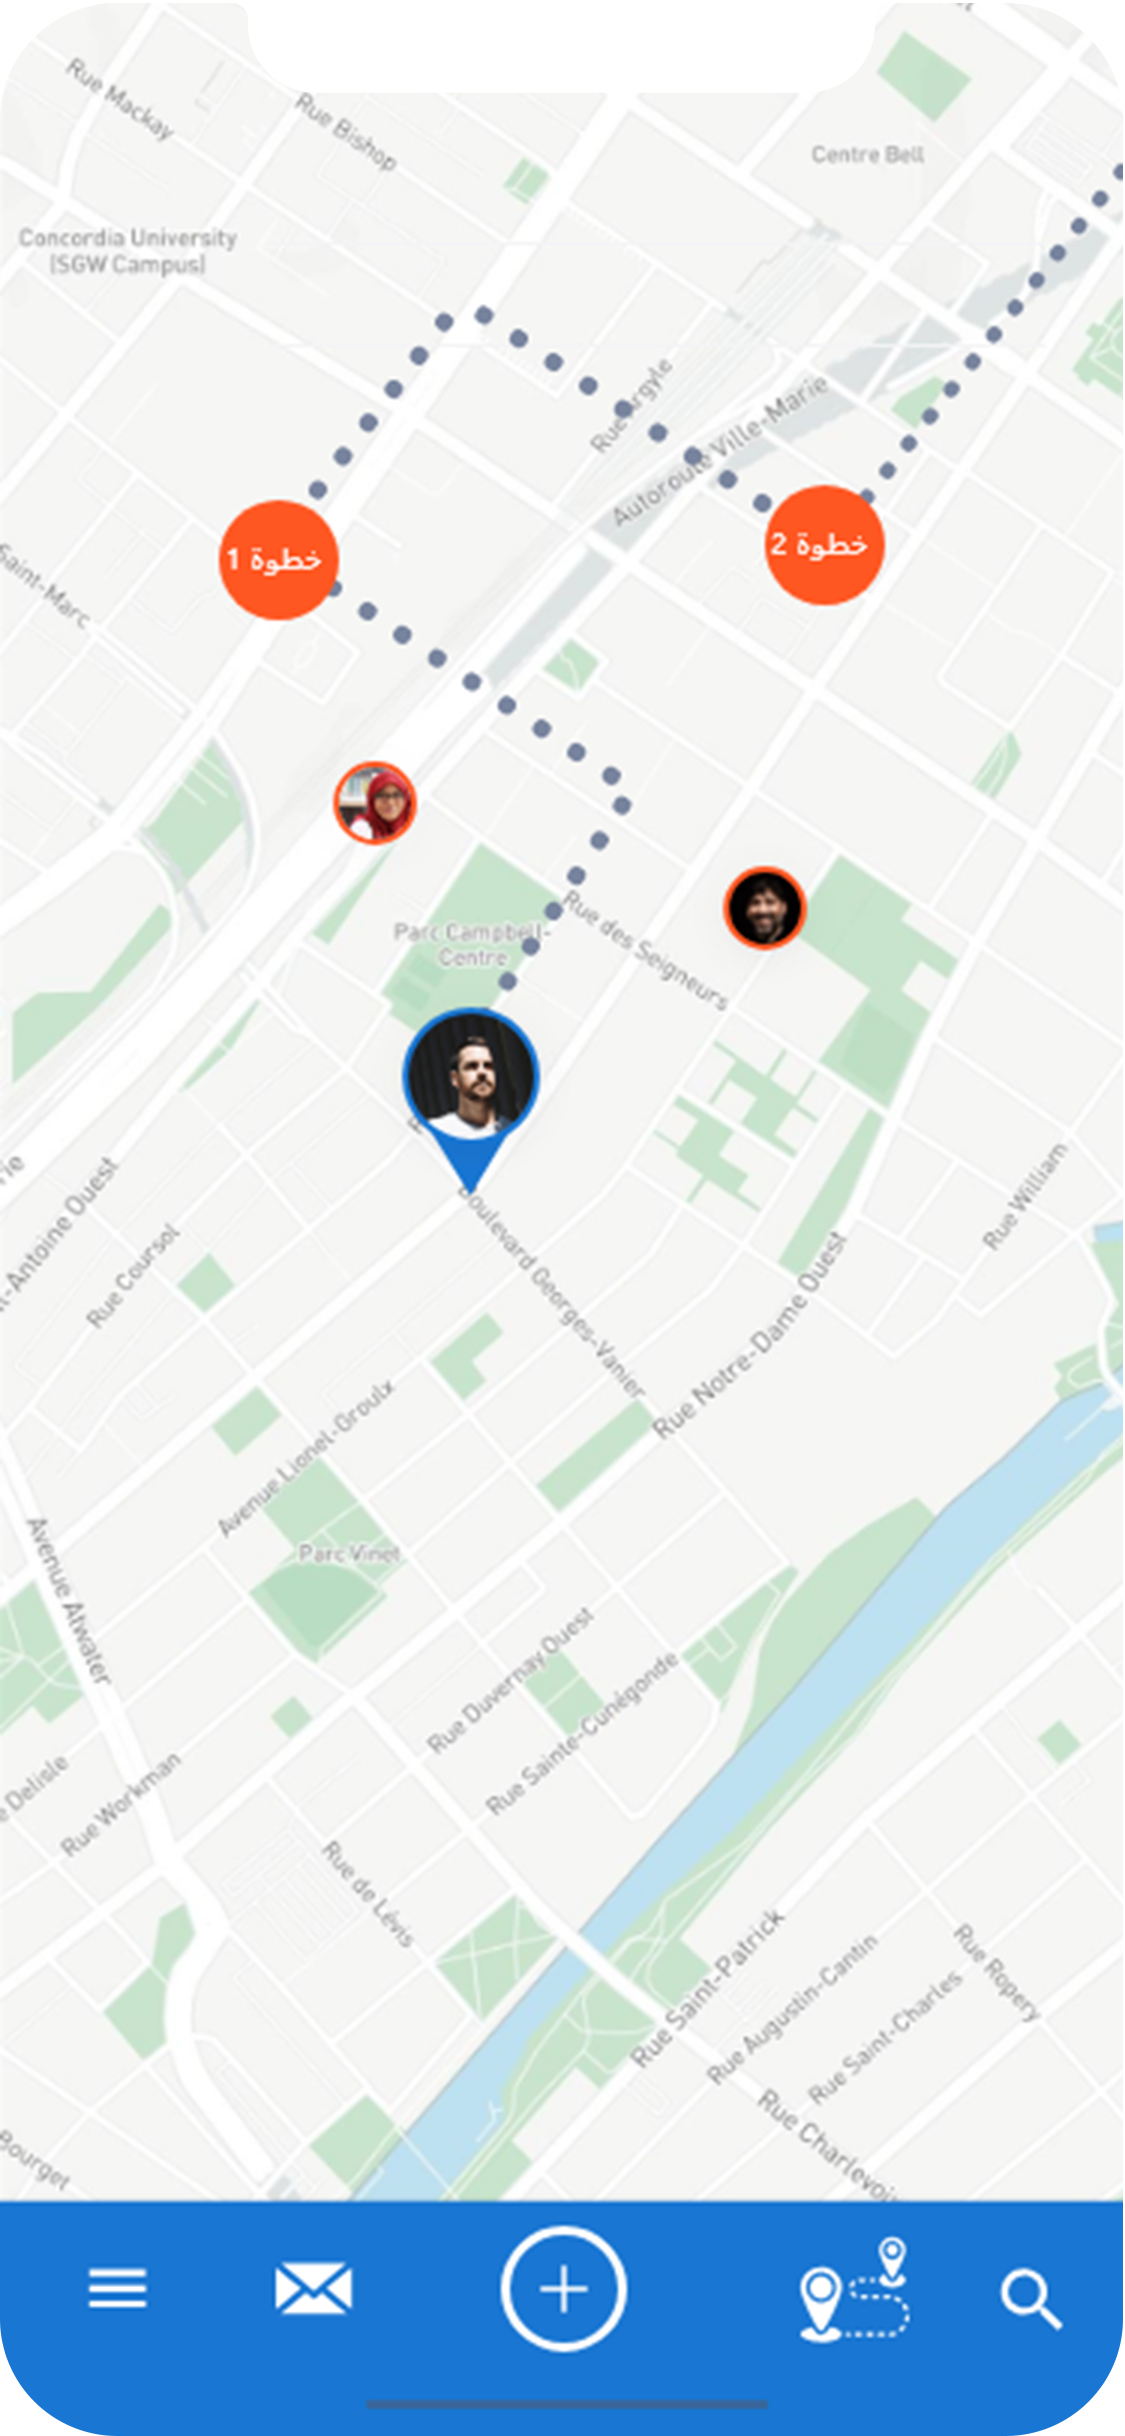 Rue Mackay
Rue Bishop
Centre Bell
Concordia University
(SGW Campus)
Rue Argyle
Autoroute Ville-Marie
خطوة 1
خطوة 2
Saint-Marc
Parc Campbell-
Centre
Rue des Seigneurs
Rue William
Antoine Ouest
Rue Coursol
Boulevard Georges-Vanier
Rue Notre-Dame Ouest
Avenue Lionel-Groulx
Parc Vinet
Avenue Atwater
Rue Duvernay Ouest
Rue Sainte-Cunégonde
Delisle
Rue Workman
Rue de Lévis
Rue Saint-Patrick
Rue Augustin-Cantin
Rue Saint-Charles
Rue Ropery
Rue Charlevoi
Bourget